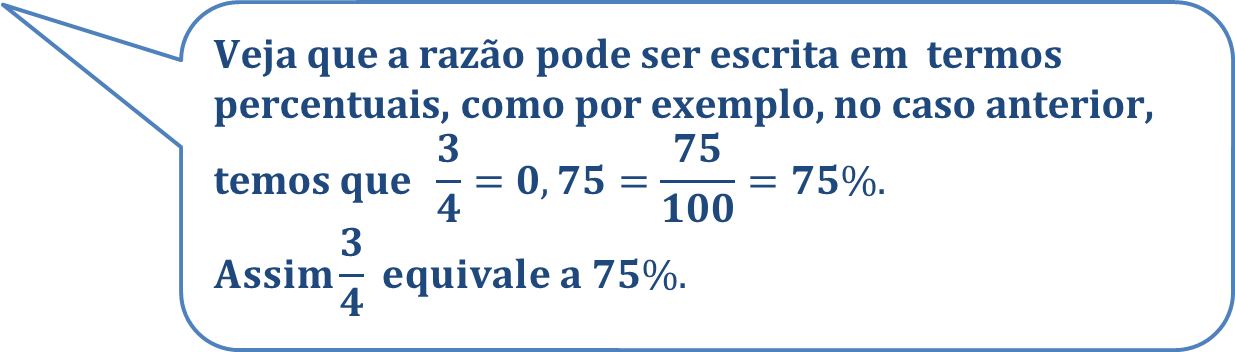 Veja que a razão pode ser escrita em termos
percentuais, como por exemplo, no caso anterior,
temos que 3/4 = 0,75 = 75/100 = 75%.
Assim 3/4 equivale a 75%.